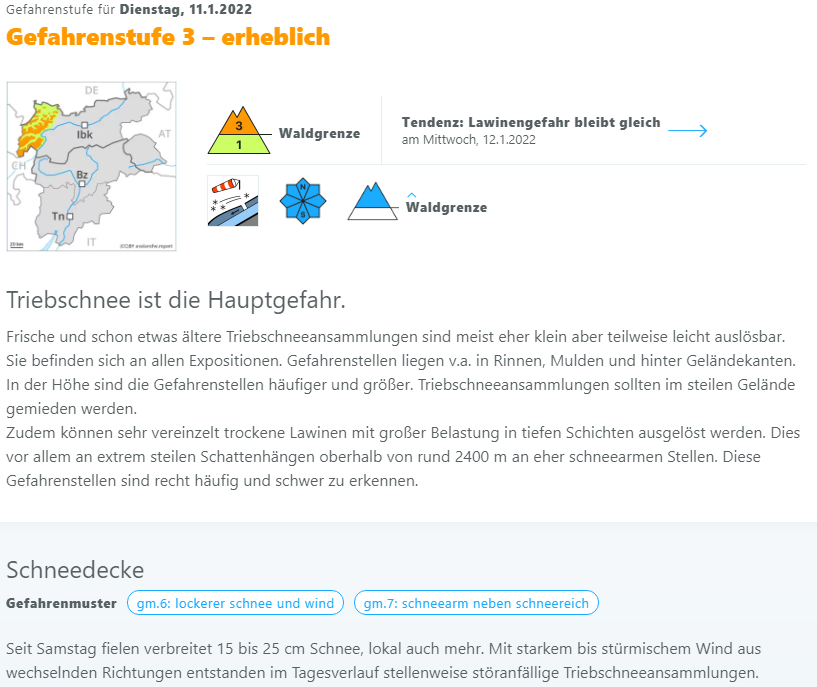 Gefahrenstufe für Dienstag, 11.1.2022
Gefahrenstufe 3 – erheblich
DE
Ibk
AT
CH
Bz
Tn
IT
20 km
(CC) BY avalanche.report
3
1
Waldgrenze
Tendenz: Lawinengefahr bleibt gleich
am Mittwoch, 12.1.2022
N
S
Waldgrenze
Triebschnee ist die Hauptgefahr.
Frische und schon etwas ältere Triebschneeansammlungen sind meist eher klein aber teilweise leicht auslösbar.
Sie befinden sich an allen Expositionen. Gefahrenstellen liegen v.a. in Rinnen, Mulden und hinter Geländekanten.
In der Höhe sind die Gefahrenstellen häufiger und größer. Triebschneeansammlungen sollten im steilen Gelände
gemieden werden.
Zudem können sehr vereinzelt trockene Lawinen mit großer Belastung in tiefen Schichten ausgelöst werden. Dies
vor allem an extrem steilen Schattenhängen oberhalb von rund 2400 m an eher schneearmen Stellen. Diese
Gefahrenstellen sind recht häufig und schwer zu erkennen.
Schneedecke
Gefahrenmuster gm.6: lockerer schnee und wind gm.7: schneearm neben schneereich
Seit Samstag fielen verbreitet 15 bis 25 cm Schnee, lokal auch mehr. Mit starkem bis stürmischem Wind aus
wechselnden Richtungen entstanden im Tagesverlauf stellenweise störanfällige Triebschneeansammlungen.